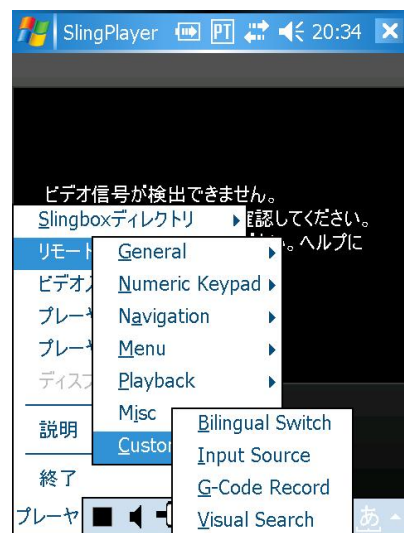 SlingPlayer PT 20:34
ビデオ信号が検出できません。
Slingboxディレクトリ
認してください。
リモート
。ヘルプに
General
ビデオ
Numeric Keypad
プレーヤ
Navigation
プレーヤ
Menu
ディスプ
Playback
説明
Misc
Custom
Bilingual Switch
Input Source
終了
G-Code Record
プレーヤ
Visual Search
あ